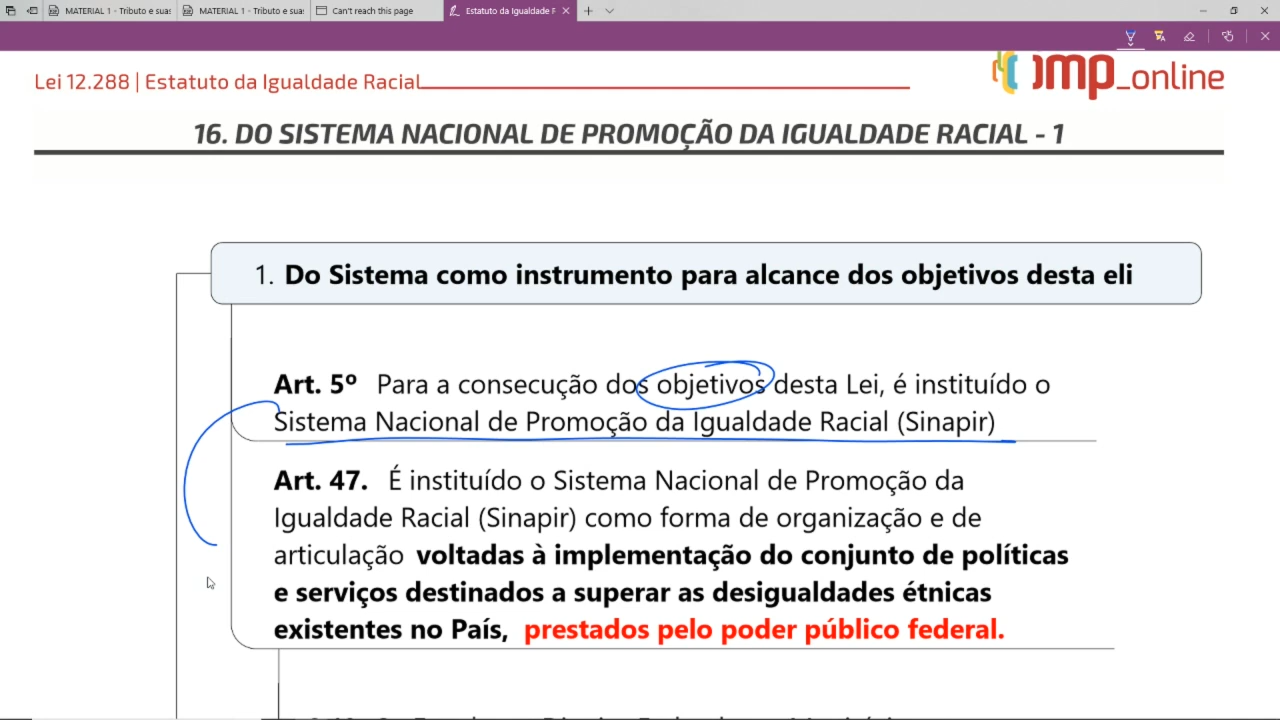 MATERIAL 1 - Tributo e sua: MATERIAL 1 - Tributo e sua: Can't reach this page Estatuto da Igualdade F
Lei 12.288 | Estatuto da Igualdade Racial
imp_online
16. DO SISTEMA NACIONAL DE PROMOÇÃO DA IGUALDADE RACIAL - 1
1. Do Sistema como instrumento para alcance dos objetivos desta eli
Art. 5º Para a consecução dos objetivos desta Lei, é instituído o
Sistema Nacional de Promoção da Igualdade Racial (Sinapir)
Art. 47. É instituído o Sistema Nacional de Promoção da
Igualdade Racial (Sinapir) como forma de organização e de
articulação voltadas à implementação do conjunto de políticas
e serviços destinados a superar as desigualdades étnicas
existentes no País, prestados pelo poder público federal.